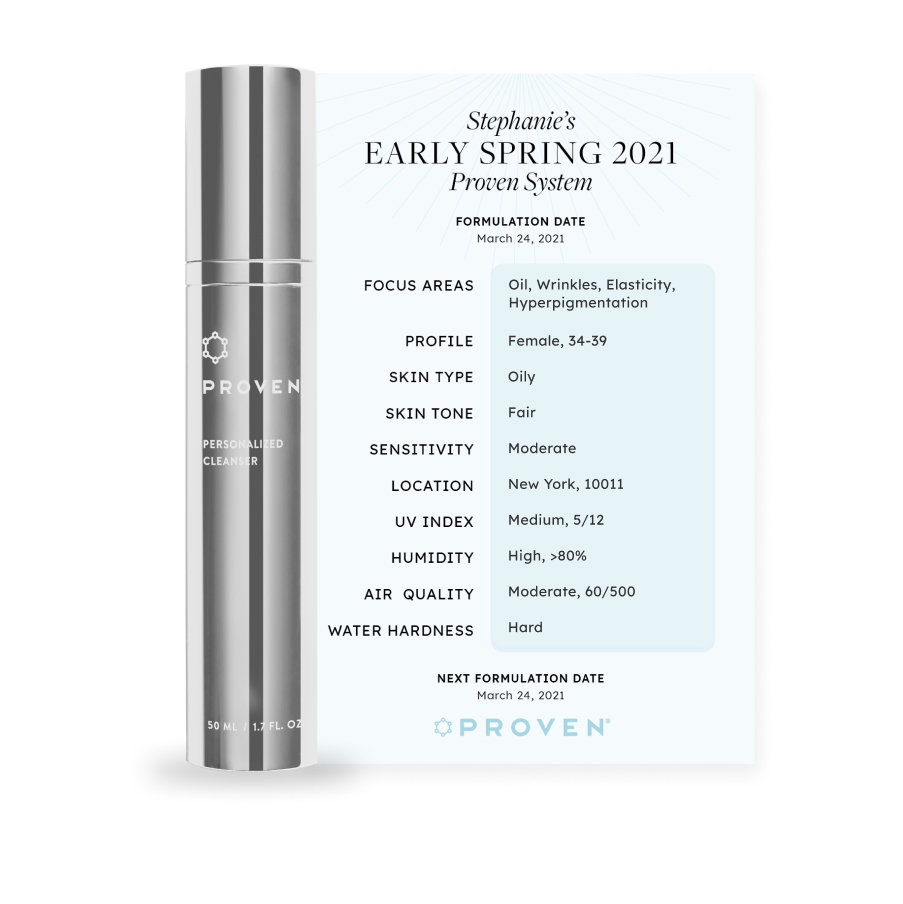 PROVEN
PERSONALIZED
CLEANSER
50 ML / 1.7 FL. OZ
Stephanie’s
EARLY SPRING 2021
Proven System
FORMULATION DATE
March 24, 2021
FOCUS AREAS Oil, Wrinkles, Elasticity,
Hyperpigmentation
PROFILE Female, 34-39
SKIN TYPE Oily
SKIN TONE Fair
SENSITIVITY Moderate
LOCATION New York, 10011
UV INDEX Medium, 5/12
HUMIDITY High, >80%
AIR QUALITY Moderate, 60/500
WATER HARDNESS Hard
NEXT FORMULATION DATE
March 24, 2021
PROVEN®